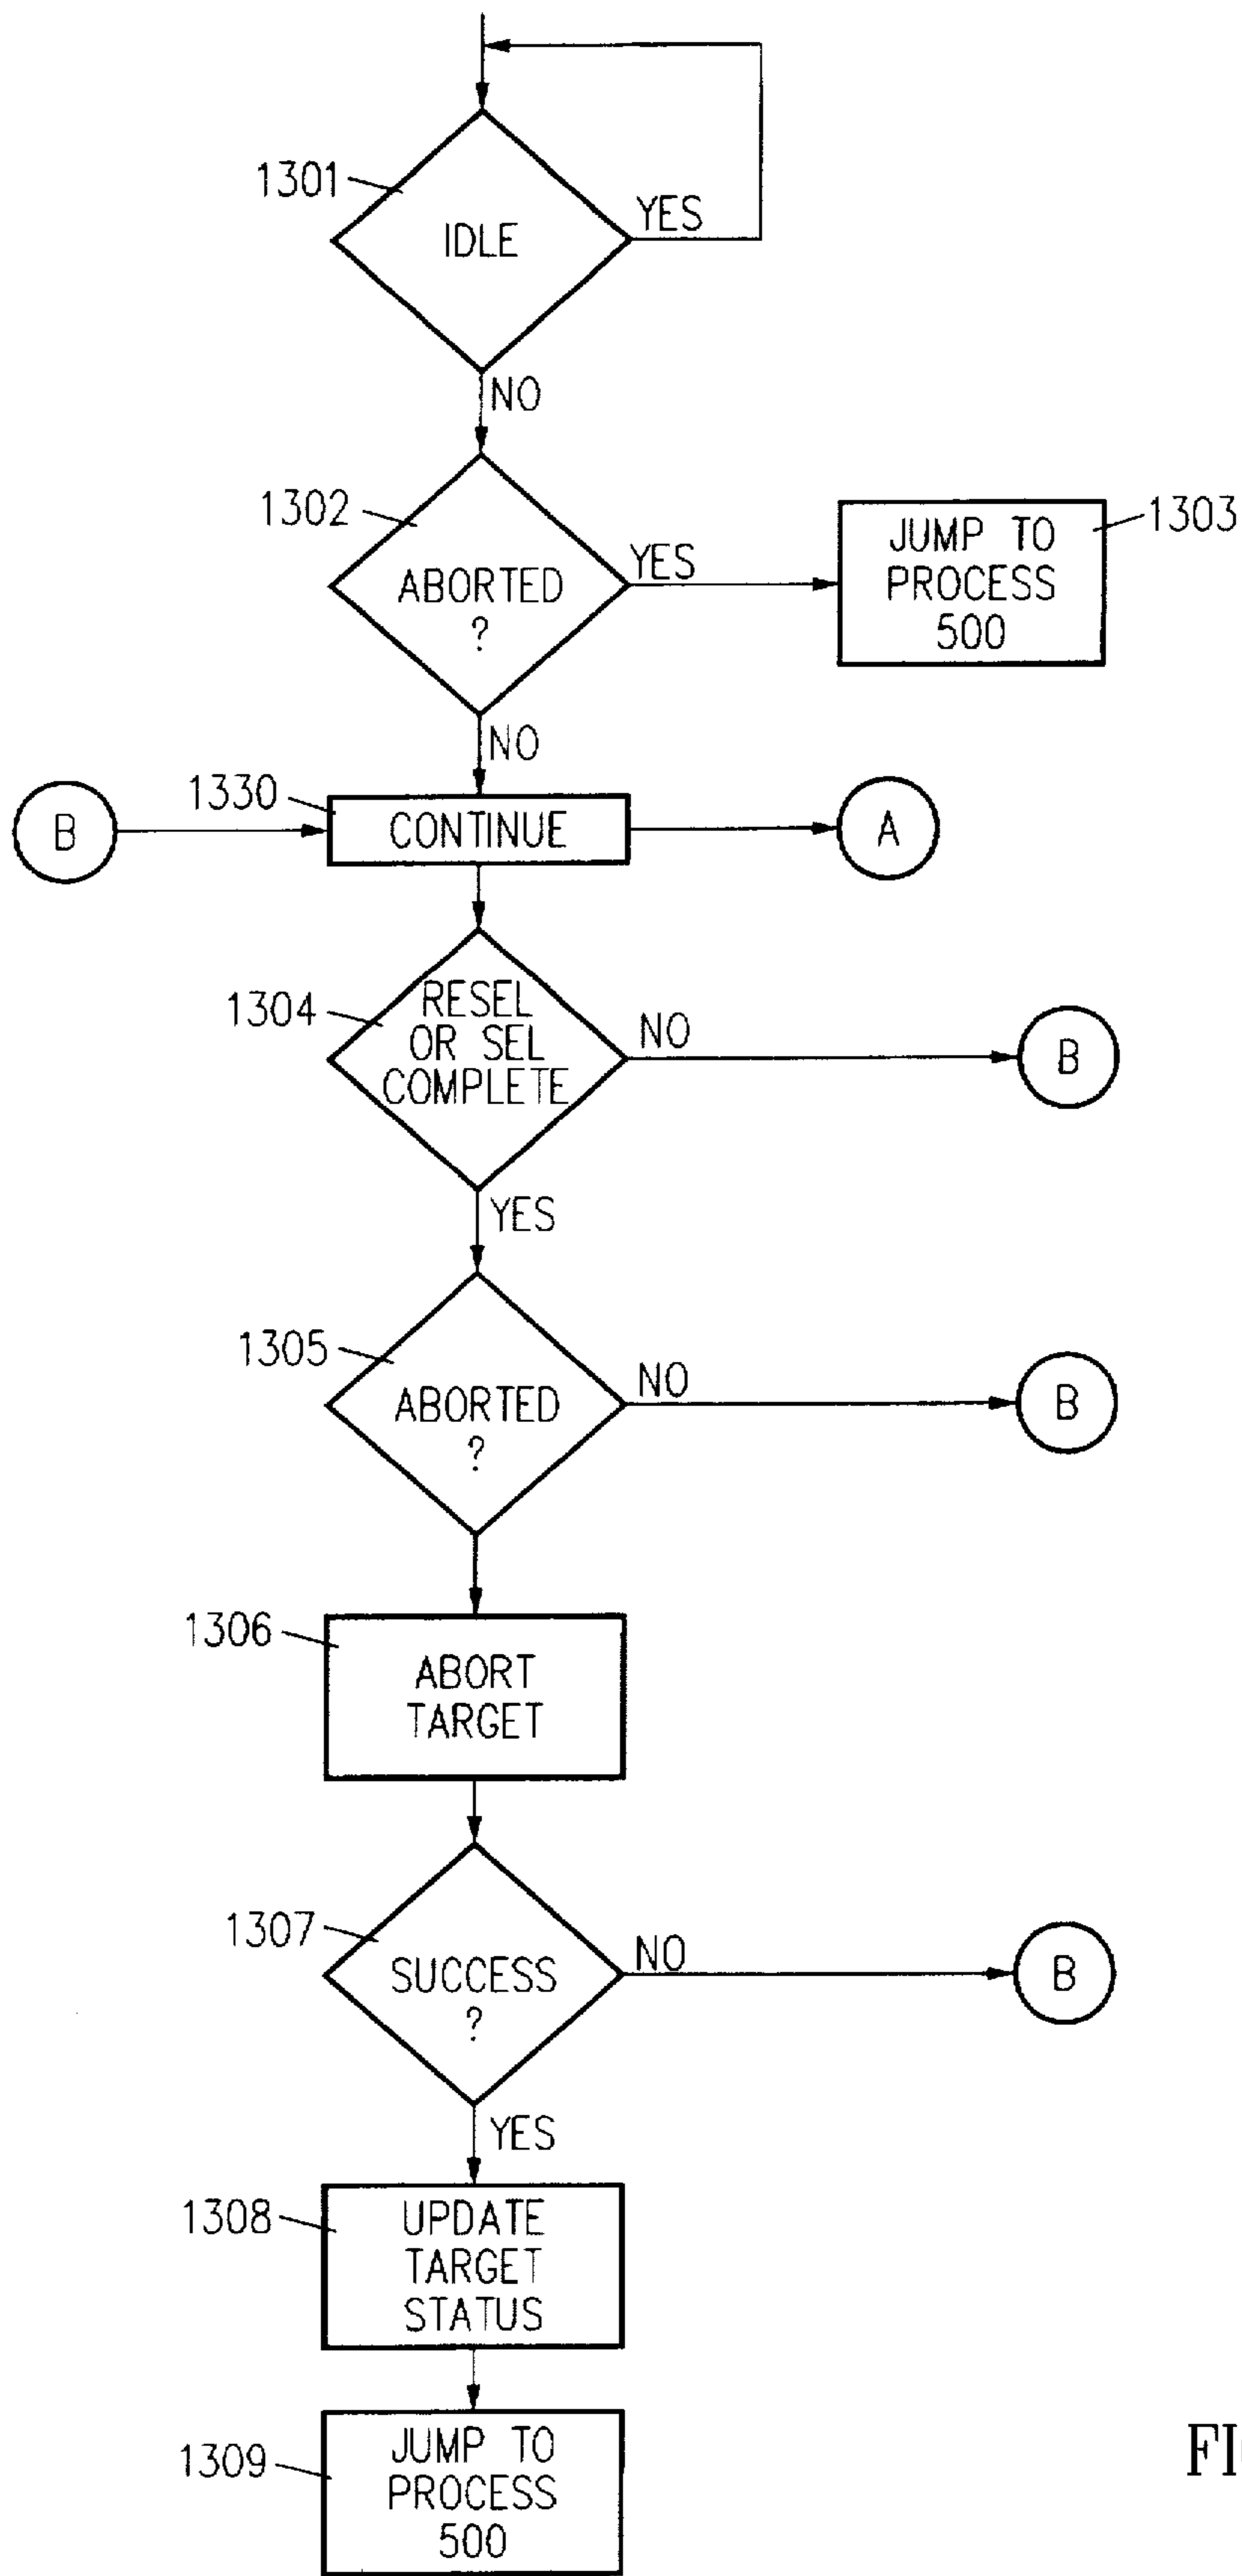 1301
IDLE
YES
NO
1302
ABORTED
?
YES
JUMP TO
PROCESS
500
1303
NO
1330
B
CONTINUE
A
1304
RESEL
OR SEL
COMPLETE
NO
B
YES
1305
ABORTED
?
NO
B
1306
ABORT
TARGET
1307
SUCCESS
?
NO
B
YES
1308
UPDATE
TARGET
STATUS
1309
JUMP TO
PROCESS
500